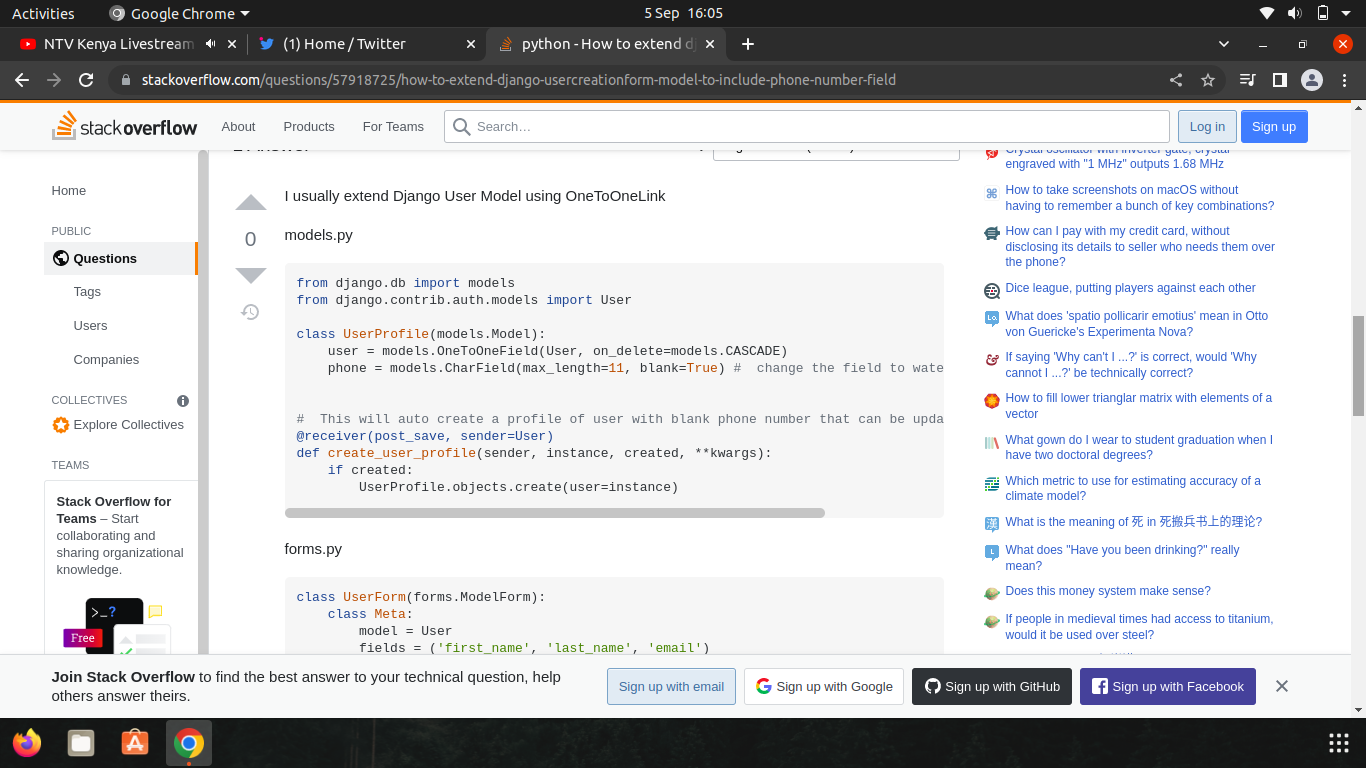 Activities
Google Chrome
5 Sep 16:05
NTV Kenya Livestream
(1) Home / Twitter
python - How to extend dj
stackoverflow.com/questions/57918725/how-to-extend-django-usercreationform-model-to-include-phone-number-field
stackoverflow
About
Products
For Teams
Search…
Log in
Sign up
Home
PUBLIC
Questions
Tags
Users
Companies
COLLECTIVES
Explore Collectives
TEAMS
Stack Overflow for
Teams – Start
collaborating and
sharing organizational
knowledge.
>_?
Free
0
I usually extend Django User Model using OneToOneLink
models.py
from django.db import models
from django.contrib.auth.models import User
class UserProfile(models.Model):
    user = models.OneToOneField(User, on_delete=models.CASCADE)
    phone = models.CharField(max_length=11, blank=True) #  change the field to wate
#  This will auto create a profile of user with blank phone number that can be upda
@receiver(post_save, sender=User)
def create_user_profile(sender, instance, created, **kwargs):
    if created:
        UserProfile.objects.create(user=instance)
forms.py
class UserForm(forms.ModelForm):
    class Meta:
        model = User
        fields = ('first_name', 'last_name', 'email')
Crystal oscillator with inverter gate, crystal
engraved with "1 MHz" outputs 1.68 MHz
How to take screenshots on macOS without
having to remember a bunch of key combinations?
How can I pay with my credit card, without
disclosing its details to seller who needs them over
the phone?
Dice league, putting players against each other
What does 'spatio pollicarir emotius' mean in Otto
von Guericke's Experimenta Nova?
If saying 'Why can't I ...?' is correct, would 'Why
cannot I ...?' be technically correct?
How to fill lower trianglar matrix with elements of a
vector
What gown do I wear to student graduation when I
have two doctoral degrees?
Which metric to use for estimating accuracy of a
climate model?
What is the meaning of 死 in 死搬兵书上的理论?
What does "Have you been drinking?" really
mean?
Does this money system make sense?
If people in medieval times had access to titanium,
would it be used over steel?
Join Stack Overflow to find the best answer to your technical question, help
others answer theirs.
Sign up with email
Sign up with Google
Sign up with GitHub
Sign up with Facebook